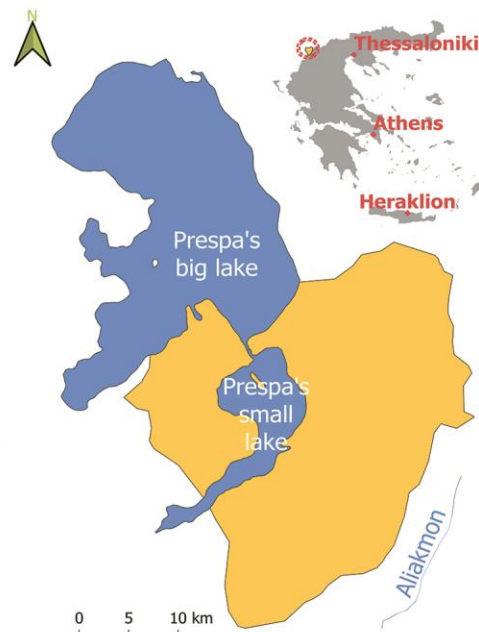 N
Thessaloniki
Athens
Heraklion
Prespa's
big lake
Prespa's
small
lake
Aliakmon
0 5 10 km